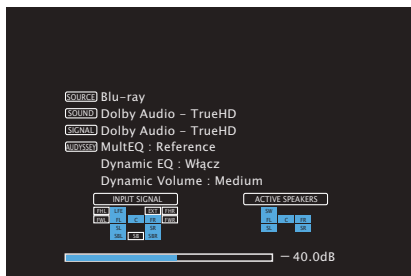 SOURCE Blu-ray
SOUND Dolby Audio - TrueHD
SIGNAL Dolby Audio - TrueHD
AUDYSSEY MultEQ : Reference
Dynamic EQ : Włącz
Dynamic Volume : Medium
INPUT SIGNAL ACTIVE SPEAKERS
FHL LFE EXT FHR SW
FWL FL C FR FWR FL C FR
SL SR SL SR
SBL SB SBR
-40.0dB